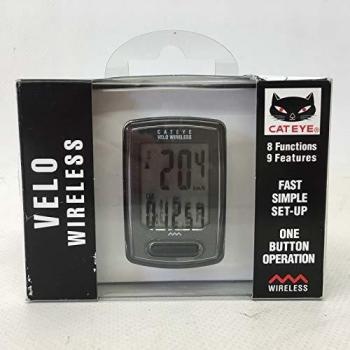 VELO
WIRELESS
CATEYE
VELO WIRELESS
20.4
km/h
CATEYE®
8 Functions
9 Features
FAST
SIMPLE
SET-UP
ONE
BUTTON
OPERATION
WIRELESS